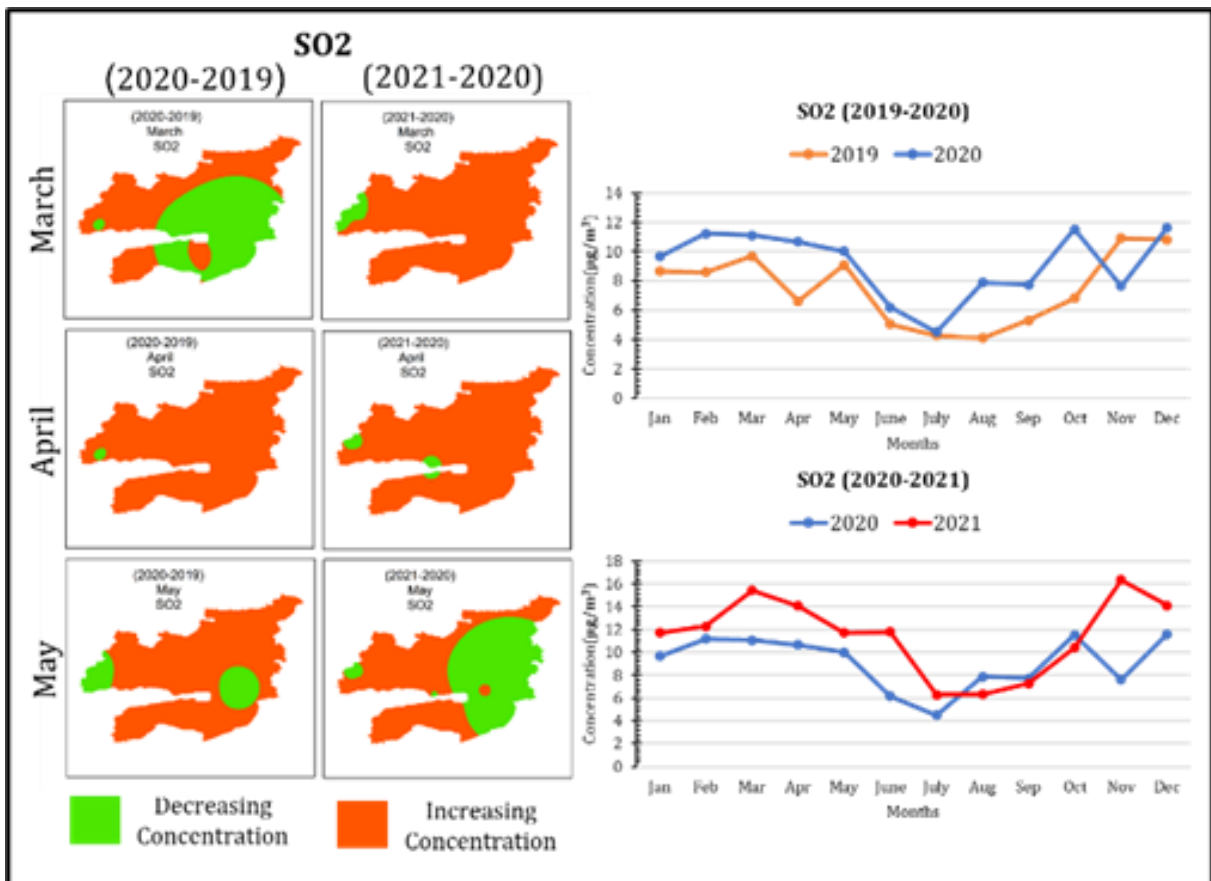 SO2
(2020-2019) (2021-2020)
March
(2020-2019)
March
SO2
(2021-2020)
March
SO2
April
(2020-2019)
April
SO2
(2021-2020)
April
SO2
May
(2020-2019)
May
SO2
(2021-2020)
May
SO2
Decreasing
Concentration
Increasing
Concentration
SO2 (2019-2020)
2019 2020
Concentration(µg/m³)
14
12
10
8
6
4
2
0
Jan Feb Mar Apr May June July Aug Sep Oct Nov Dec
Months
SO2 (2020-2021)
2020 2021
Concentration(µg/m³)
18
16
14
12
10
8
6
4
2
0
Jan Feb Mar Apr May June July Aug Sep Oct Nov Dec
Months